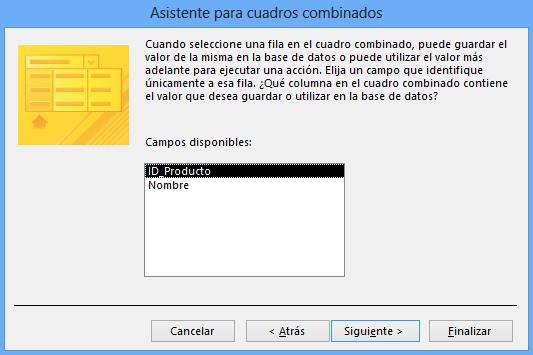 Asistente para cuadros combinados
Cuando seleccione una fila en el cuadro combinado, puede guardar el
valor de la misma en la base de datos o puede utilizar el valor más
adelante para ejecutar una acción. Elija un campo que identifique
únicamente a esa fila. ¿Qué columna en el cuadro combinado contiene
el valor que desea guardar o utilizar en la base de datos?
Campos disponibles:
ID_Producto
Nombre
Cancelar < Atrás Siguiente > Finalizar